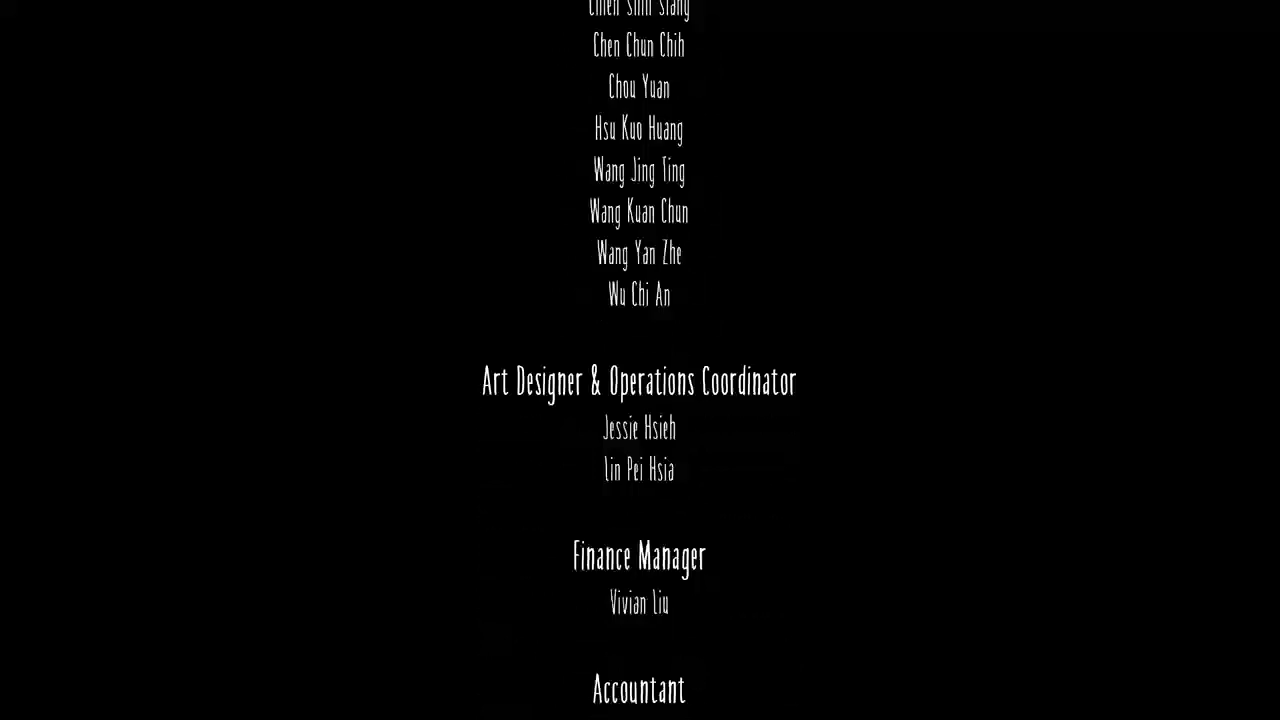 Chen Chun Chih
Chou Yuan
Hsu Kuo Huang
Wang Jing Ting
Wang Kuan Chun
Wang Yan Zhe
Wu Chi An
Art Designer & Operations Coordinator
Jessie Hsieh
Lin Pei Hsia
Finance Manager
Vivian Liu
Accountant